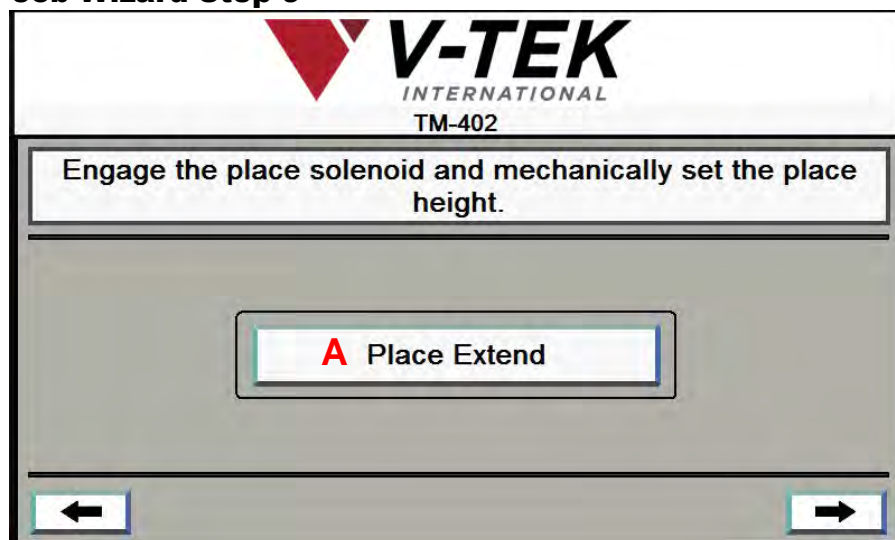 V-TEK
INTERNATIONAL
TM-402
Engage the place solenoid and mechanically set the place
height.
A Place Extend